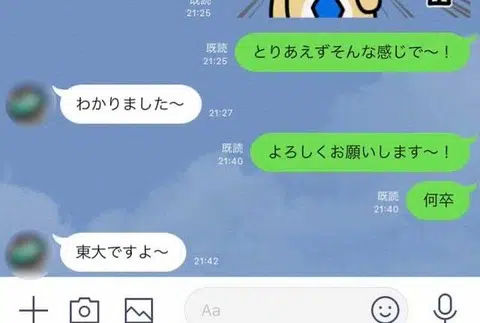 既読
21:25
既読
21:25
とりあえずそんな感じで〜！
わかりました〜
21:27
既読
21:40
よろしくお願いします〜！
既読
21:40
何卒
東大ですよ〜
21:42
Aa